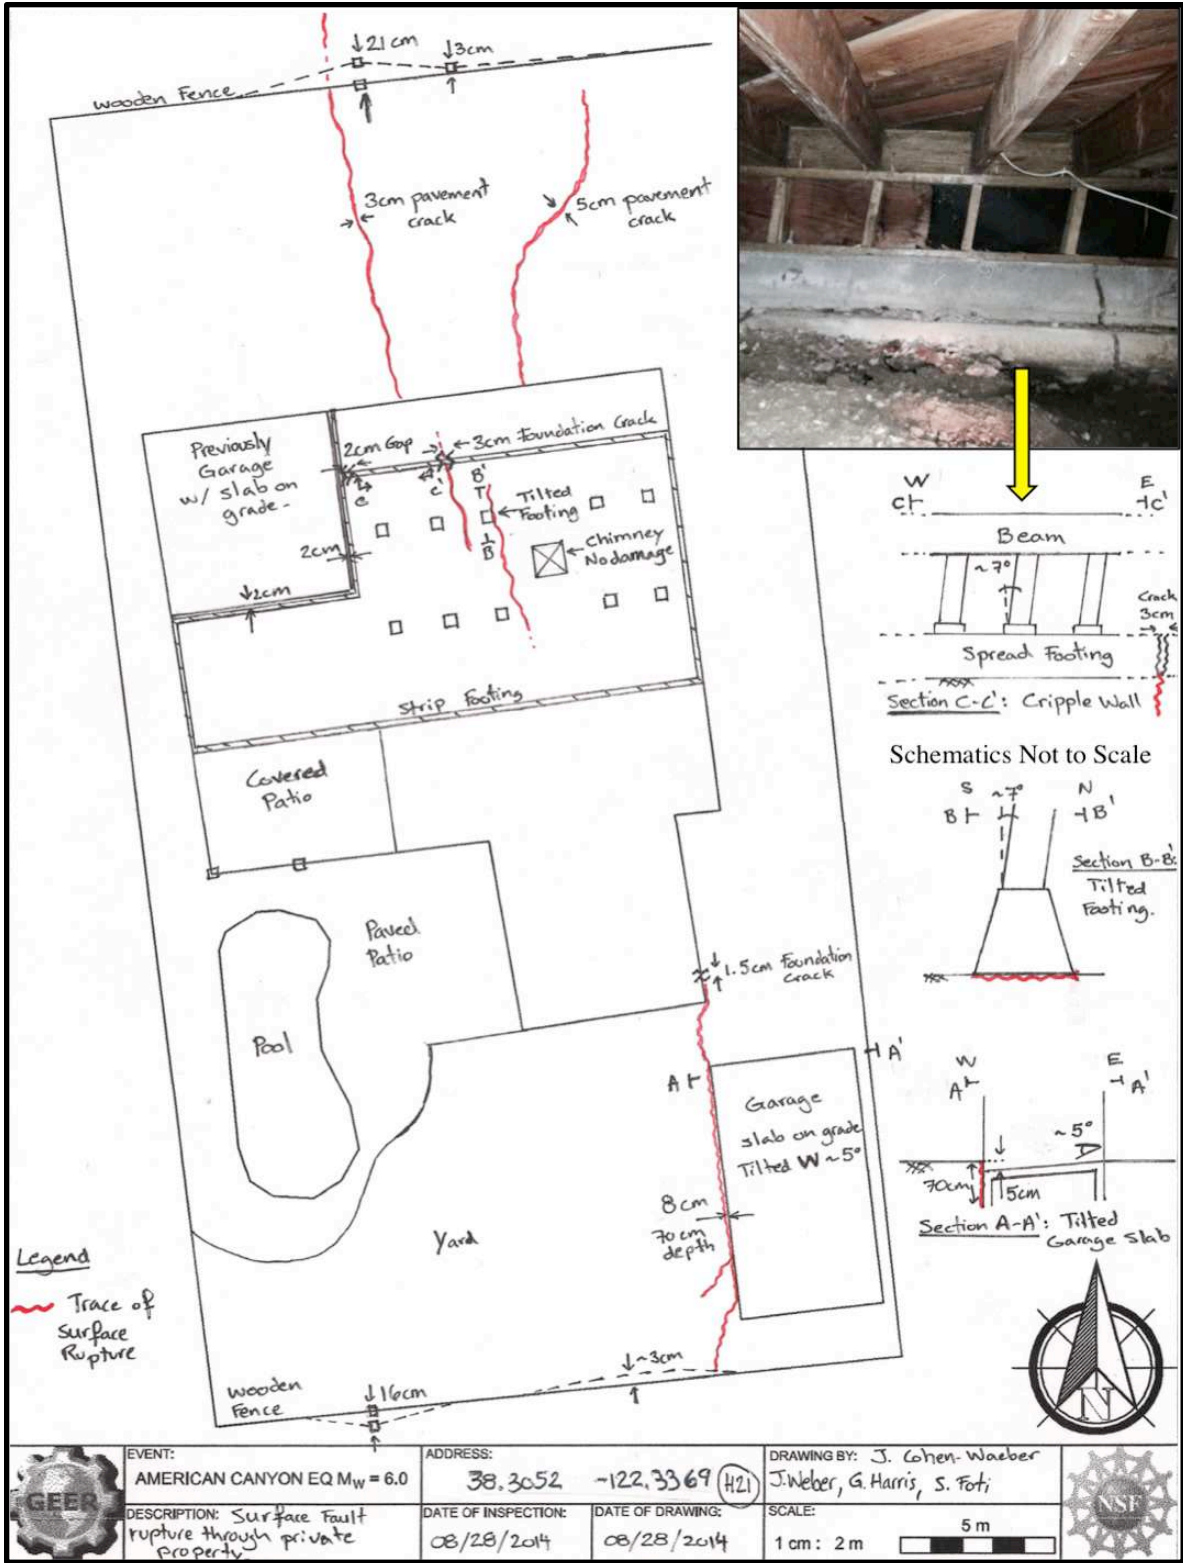 ↓21cm
↓3cm
wooden Fence
3cm pavement
crack
5cm pavement
crack
Previously
Garage
w/ slab on
grade-
2cm Gap
3cm Foundation Crack
C
C'
B'
B
Tilted
Footing
Chimney
No damage
2cm
↓2cm
Strip Footing
Covered
Patio
Paved
Patio
Pool
1.5cm Foundation
Crack
A
A'
Garage
slab on grade
Tilted W ~5°
8cm
70cm
depth
Yard
Legend
Trace of
Surface
Rupture
wooden
Fence
↓16cm
↓~3cm
W
E
C
C'
Beam
~7°
Crack
3cm
Spread Footing
Section C-C': Cripple Wall
Schematics Not to Scale
S
~7°
N
B
B'
Section B-B':
Tilted
Footing.
W
E
A
A'
~5°
70cm
5cm
Section A-A': Tilted
Garage Slab
N
GEER
EVENT:
AMERICAN CANYON EQ MW = 6.0
DESCRIPTION: Surface Fault
rupture through private
property.
ADDRESS:
38.3052 -122.3369 H21
DATE OF INSPECTION:
08/28/2014
DATE OF DRAWING:
08/28/2014
DRAWING BY: J. Cohen-Waeber
J.Weber, G.Harris, S. Foti
SCALE:
1 cm : 2 m
5 m
NSF